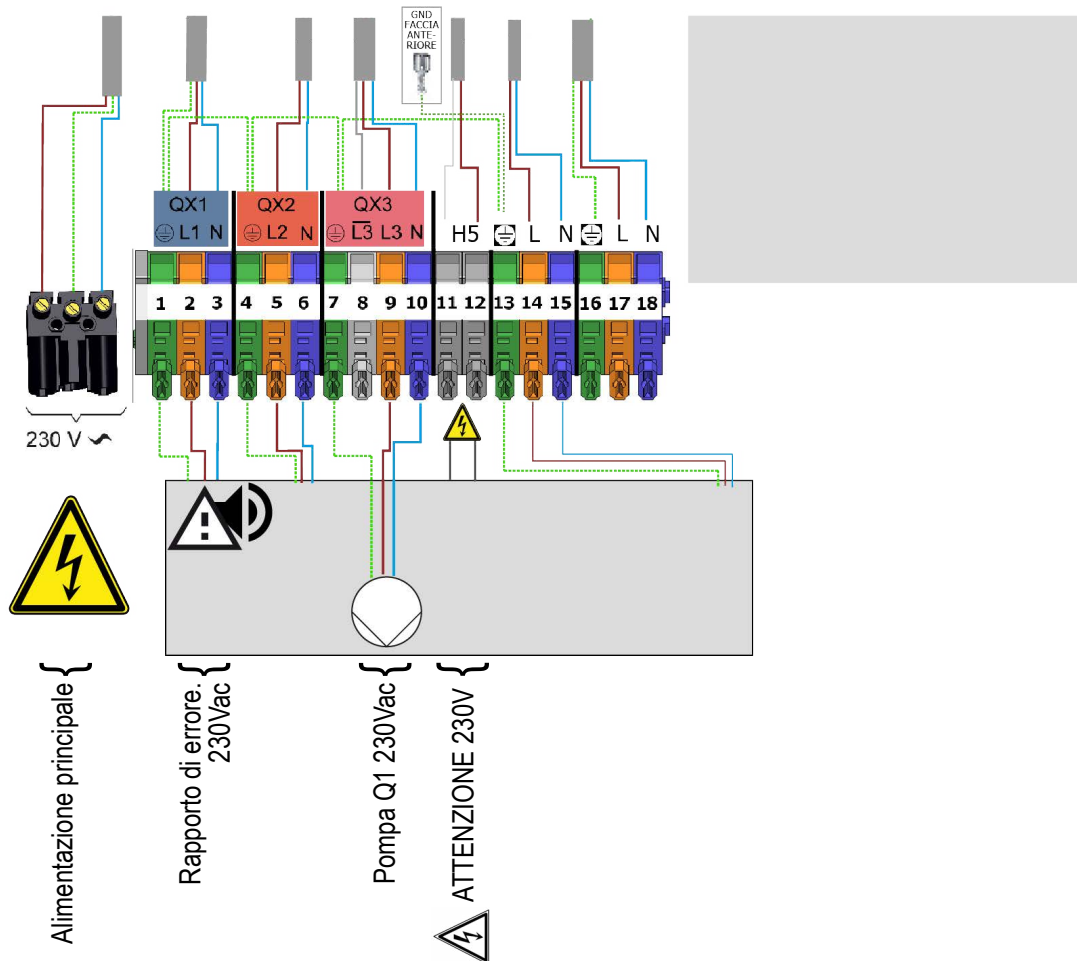 GND
FACCIA
ANTE-
RIORE
QX1 QX2 QX3
L1 N L2 N L3 L3 N H5 L N L N
1 2 3 4 5 6 7 8 9 10 11 12 13 14 15 16 17 18
230 V
Alimentazione principale
Rapporto di errore.
230Vac
Pompa Q1 230Vac
ATTENZIONE 230V